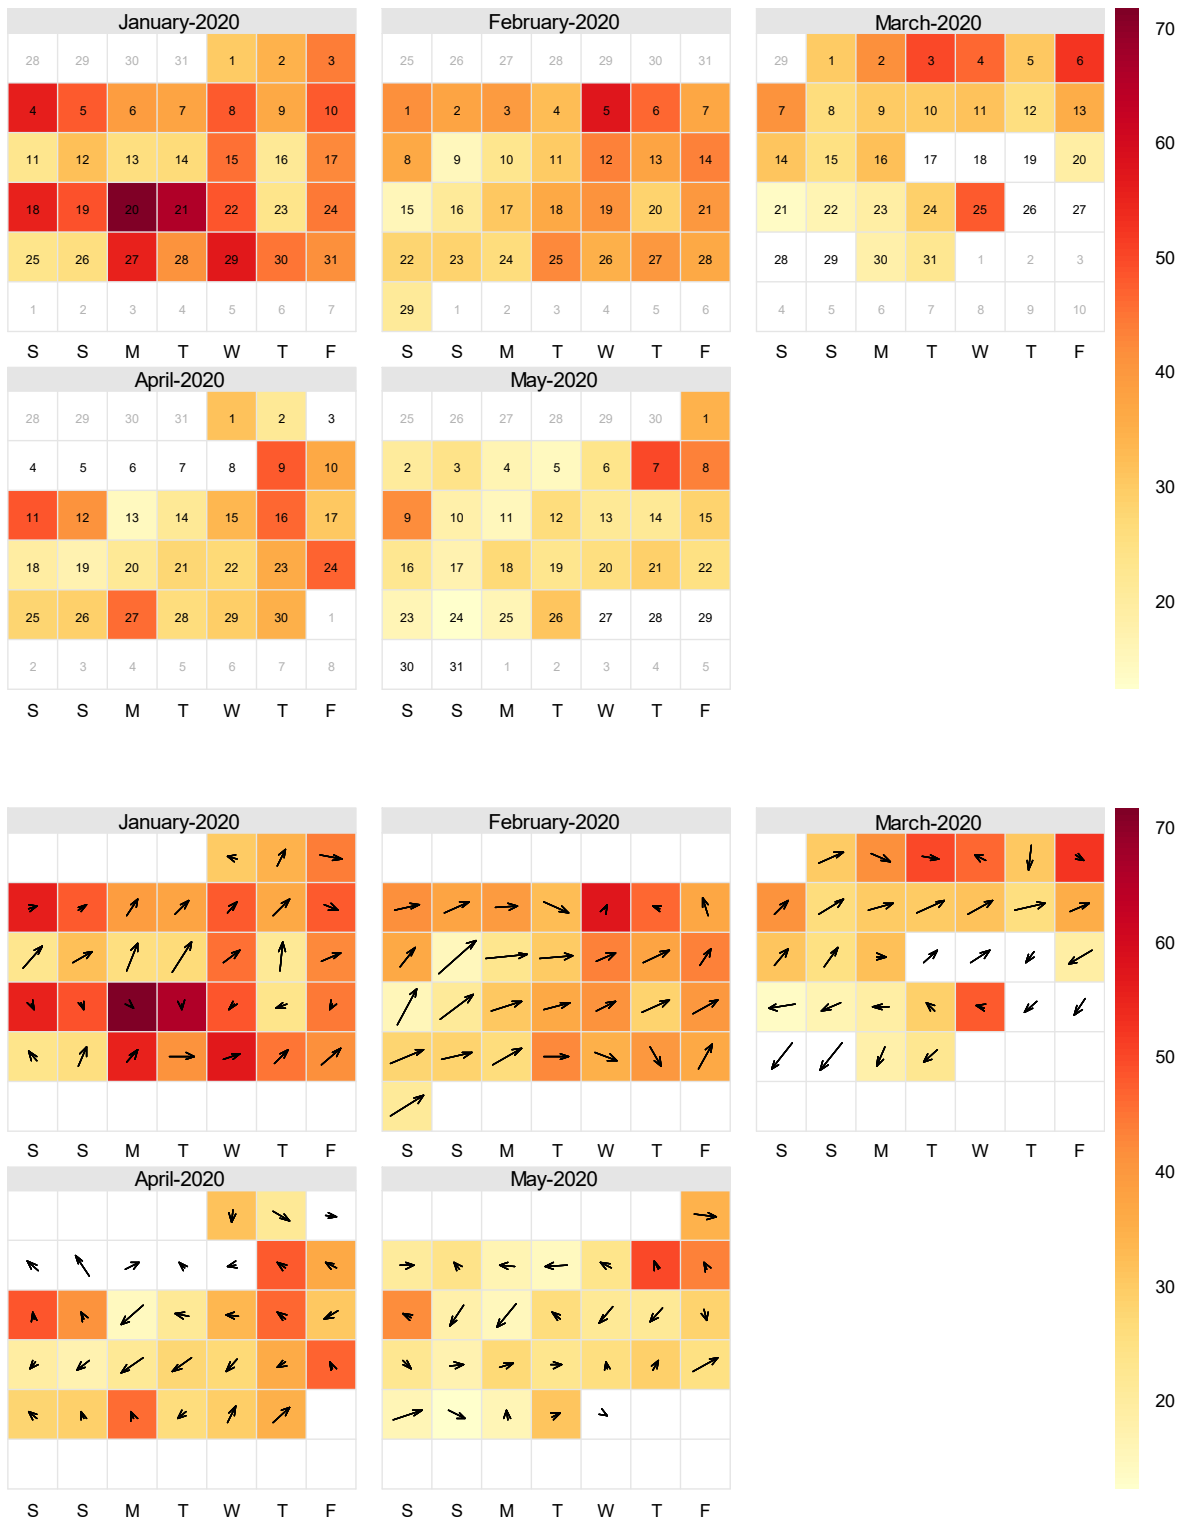 January-2020 February-2020 March-2020
28 29 30 31 1 2 3 25 26 27 28 29 30 31 29 1 2 3 4 5 6 70
4 5 6 7 8 9 10 1 2 3 4 5 6 7 7 8 9 10 11 12 13 60
11 12 13 14 15 16 17 8 9 10 11 12 13 14 14 15 16 17 18 19 20
18 19 20 21 22 23 24 15 16 17 18 19 20 21 21 22 23 24 25 26 27
25 26 27 28 29 30 31 22 23 24 25 26 27 28 28 29 30 31 1 2 3 50
1 2 3 4 5 6 7 29 1 2 3 4 5 6 4 5 6 7 8 9 10
S S M T W T F S S M T W T F S S M T W T F
April-2020 May-2020 40
28 29 30 31 1 2 3 25 26 27 28 29 30 1
4 5 6 7 8 9 10 2 3 4 5 6 7 8 30
11 12 13 14 15 16 17 9 10 11 12 13 14 15
18 19 20 21 22 23 24 16 17 18 19 20 21 22
25 26 27 28 29 30 1 23 24 25 26 27 28 29 20
2 3 4 5 6 7 8 30 31 1 2 3 4 5
S S M T W T F S S M T W T F
January-2020 February-2020 March-2020
70
60
50
S S M T W T F S S M T W T F S S M T W T F
April-2020 May-2020
40
30
20
S S M T W T F S S M T W T F